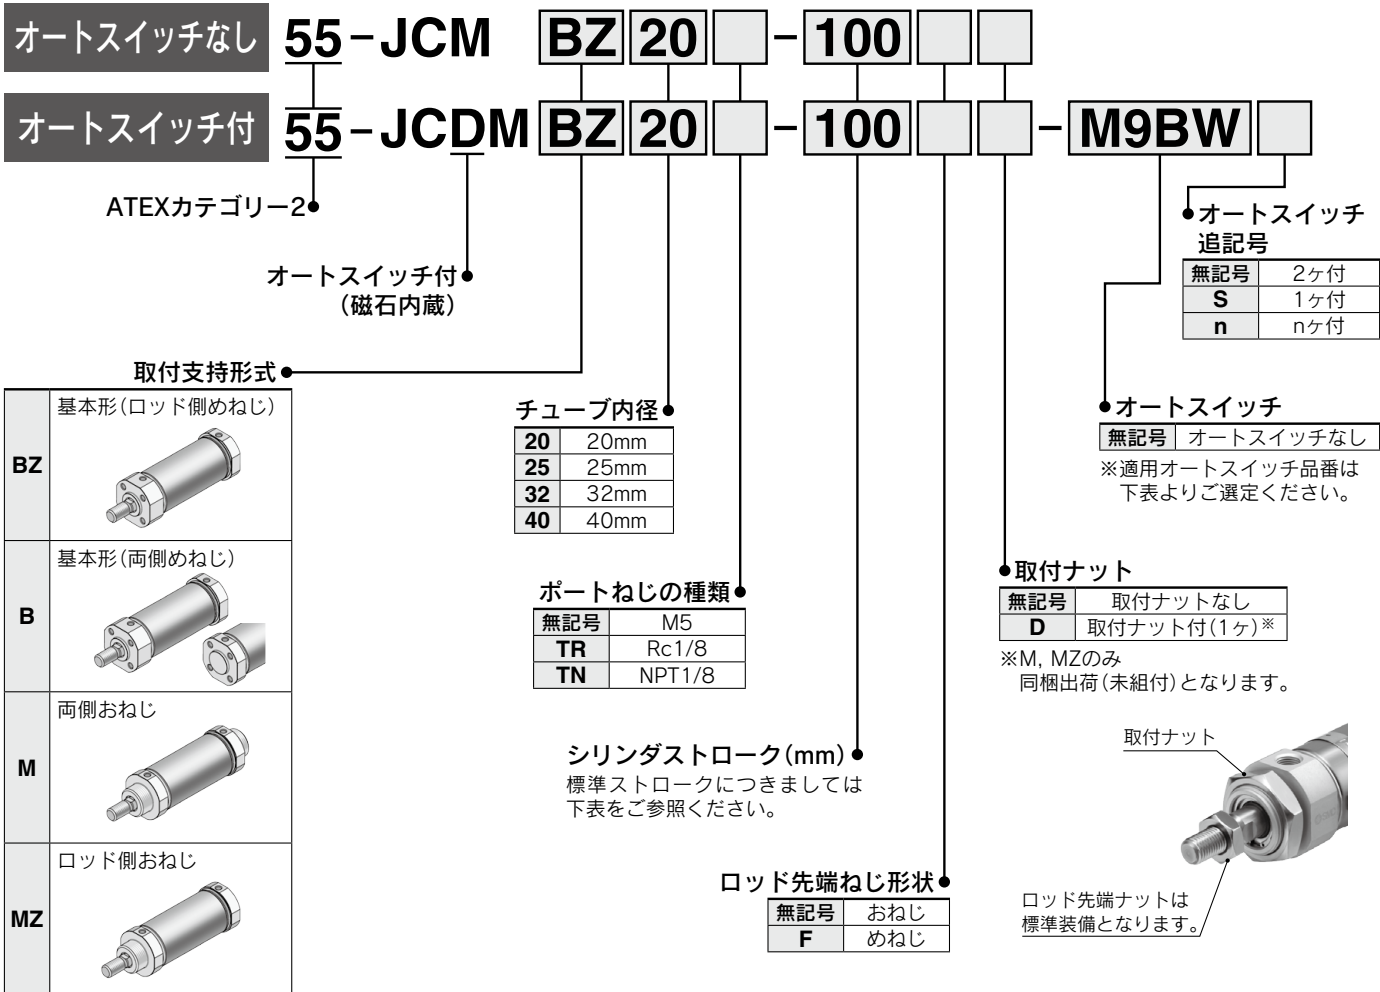 オートスイッチなし 55-JCM BZ 20 - 100
オートスイッチ付 55-JCDM BZ 20 - 100 - M9BW
ATEXカテゴリー2
オートスイッチ付
(磁石内蔵)
取付支持形式
BZ 基本形(ロッド側めねじ)
B 基本形(両側めねじ)
M 両側おねじ
MZ ロッド側おねじ
チューブ内径
20 20mm
25 25mm
32 32mm
40 40mm
ポートねじの種類
無記号 M5
TR Rc1/8
TN NPT1/8
シリンダストローク(mm)
標準ストロークにつきましては
下表をご参照ください。
ロッド先端ねじ形状
無記号 おねじ
F めねじ
オートスイッチ
追記号
無記号 2ヶ付
S 1ヶ付
n nヶ付
オートスイッチ
無記号 オートスイッチなし
※適用オートスイッチ品番は
下表よりご選定ください。
取付ナット
無記号 取付ナットなし
D 取付ナット付(1ヶ)※
※M, MZのみ
同梱出荷(未組付)となります。
取付ナット
ロッド先端ナットは
標準装備となります。